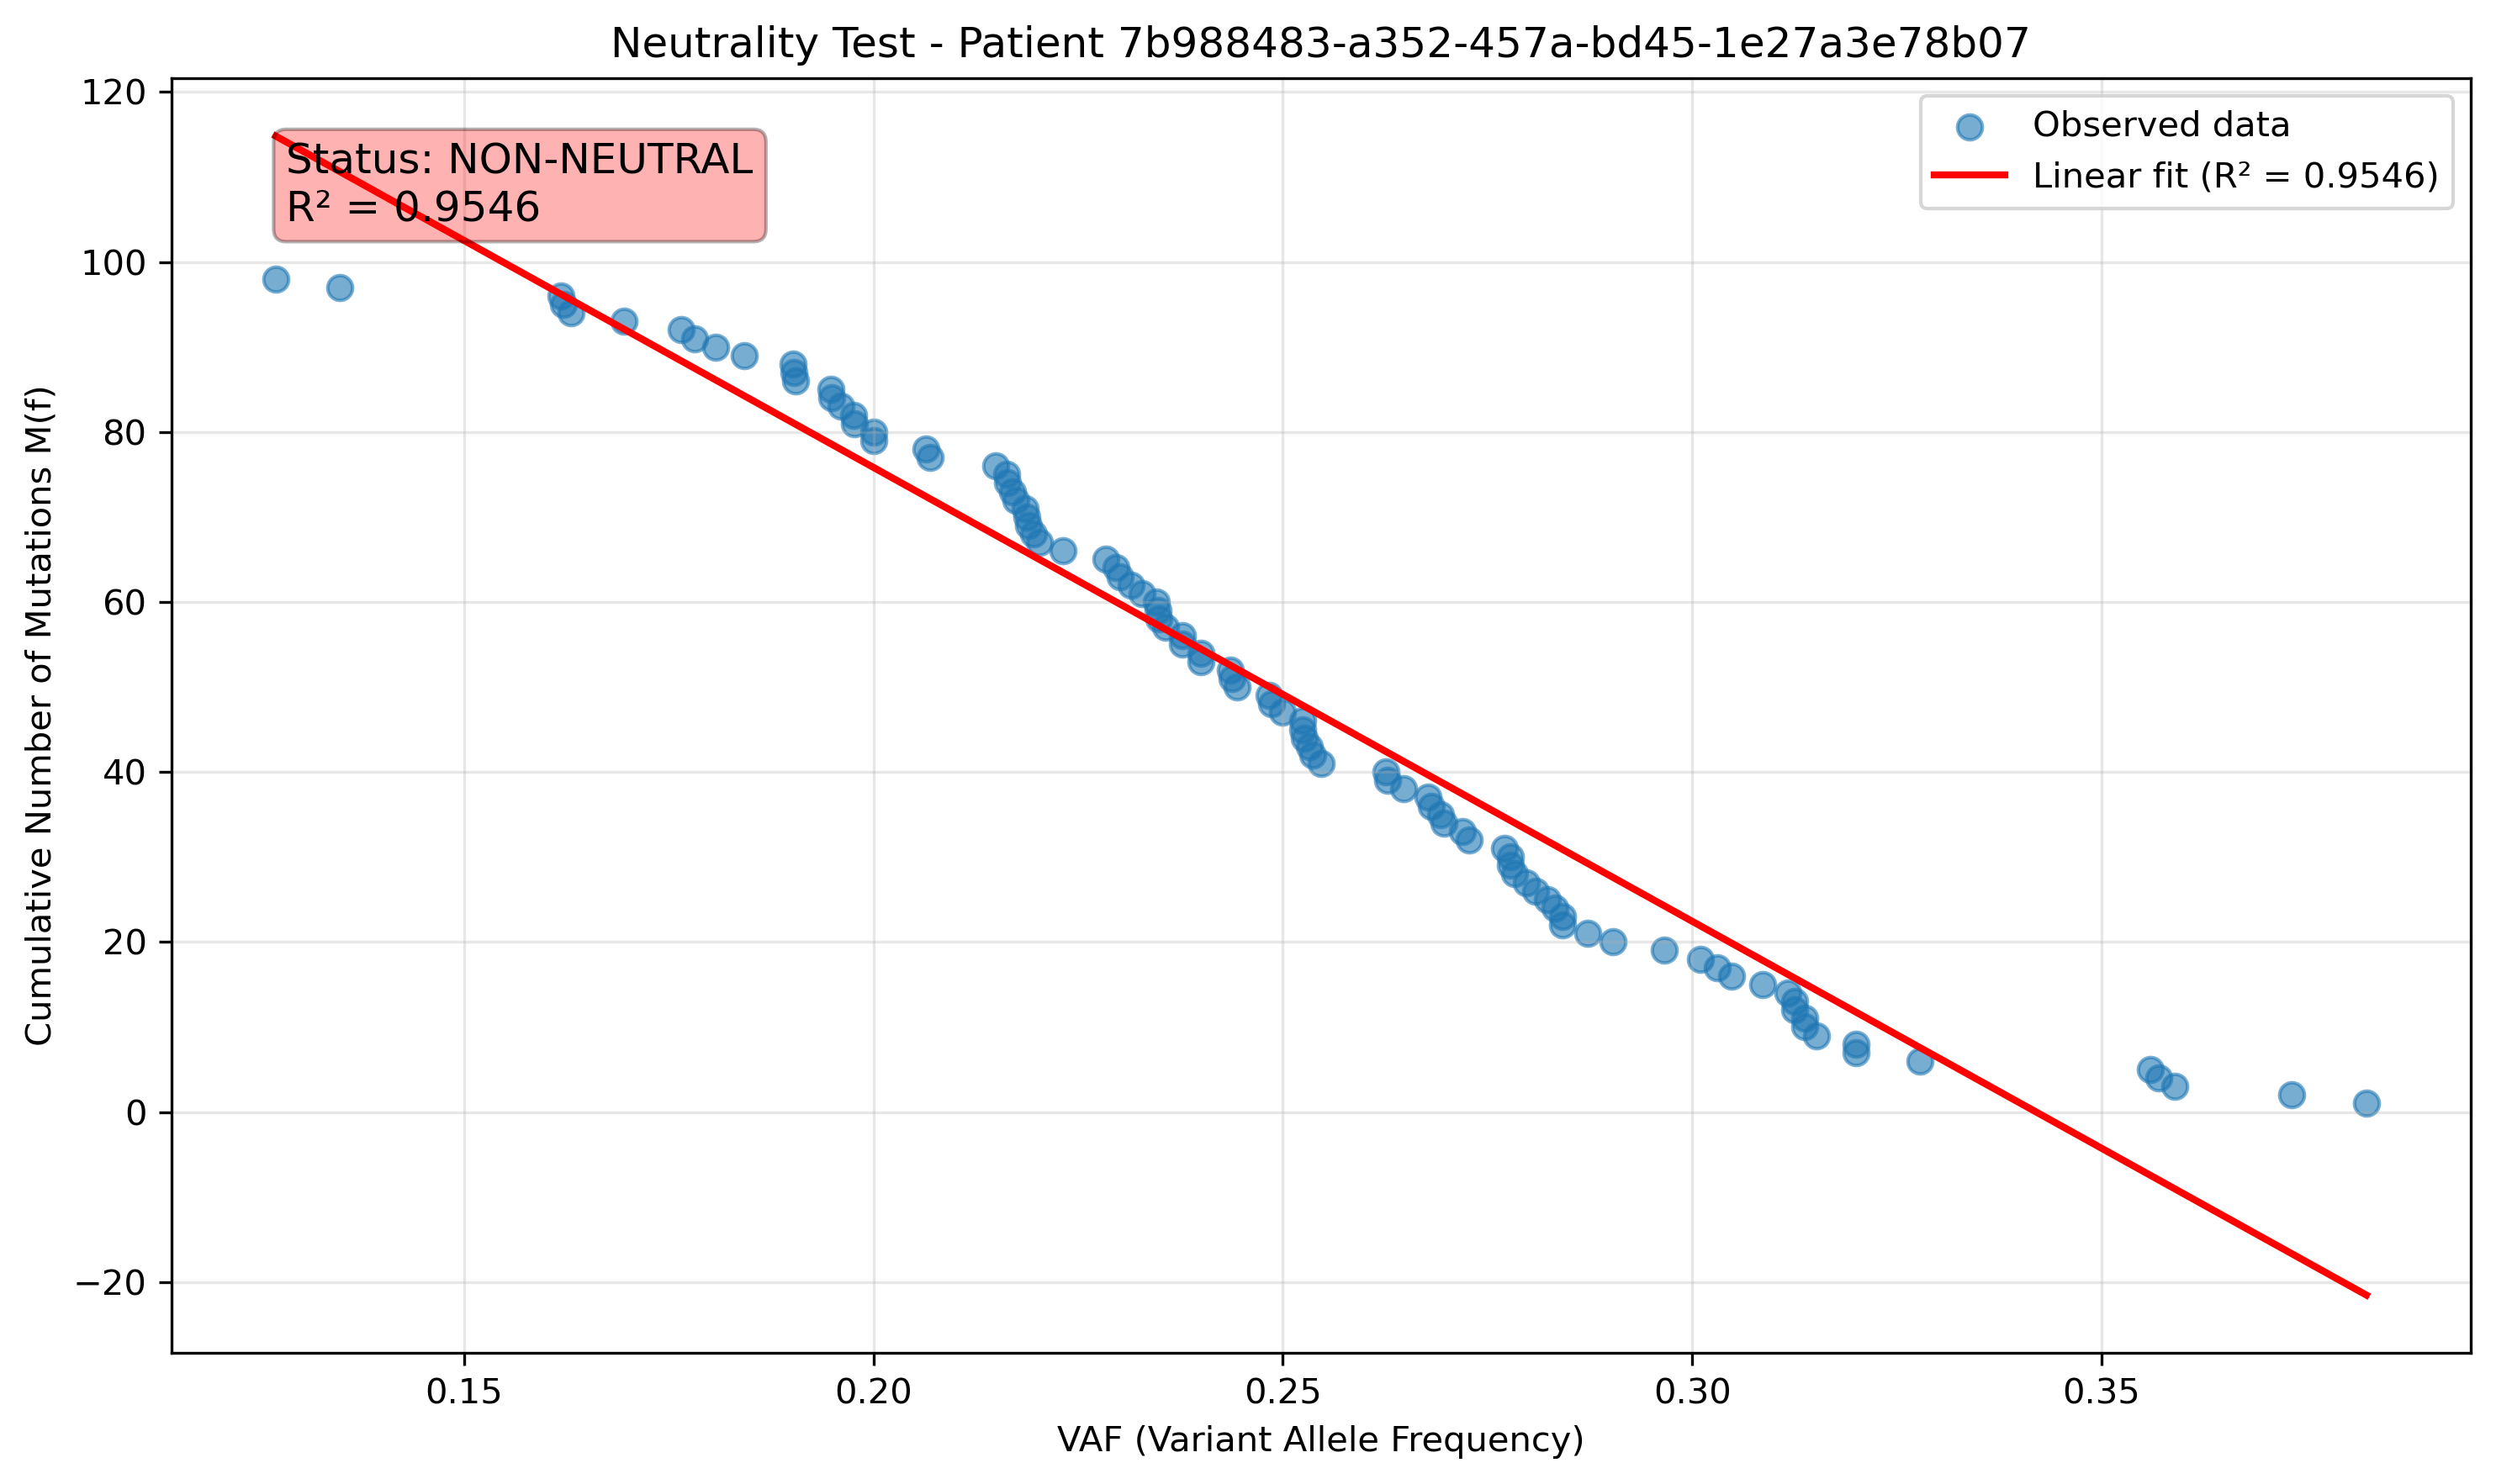 Neutrality Test - Patient 7b988483-a352-457a-bd45-1e27a3e78b07
Cumulative Number of Mutations M(f)
120
100
80
60
40
20
0
−20
Status: NON-NEUTRAL
R² = 0.9546
Observed data
Linear fit (R² = 0.9546)
0.15
0.20
0.25
0.30
0.35
VAF (Variant Allele Frequency)